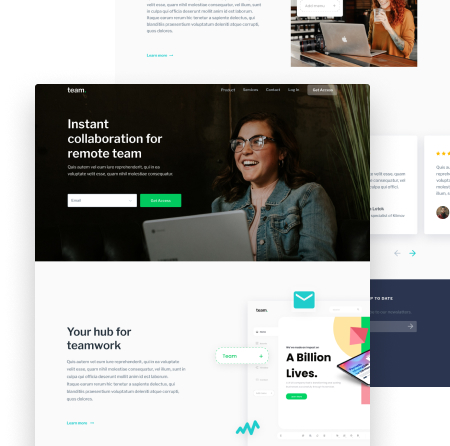 velit esse, quam nihil molestiae consequatur, vel illum, sunt
in culpa qui officia deserunt mollit anim id est laborum.
Itaque earum rerum hic tenetur a sapiente delectus, qui
blanditiis praesentium voluptatum deleniti atque corrupti,
quos dolores.
Learn more →
team.
Product Services Contact Log In Get Access
Instant
collaboration for
remote team
Quis autem vel eum iure reprehenderit, qui in ea
voluptate velit esse, quam nihil molestiae consequatur.
Email
Get Access
Your hub for
teamwork
Quis autem vel eum iure reprehenderit, qui in ea voluptate
velit esse, quam nihil molestiae consequatur, vel illum, sunt
in culpa qui officia deserunt mollit anim id est laborum.
Itaque earum rerum hic tenetur a sapiente delectus, qui
blanditiis praesentium voluptatum deleniti atque corrupti,
quos dolores.
Learn more →
team.
Team
A Billion
Lives.
P TO DATE